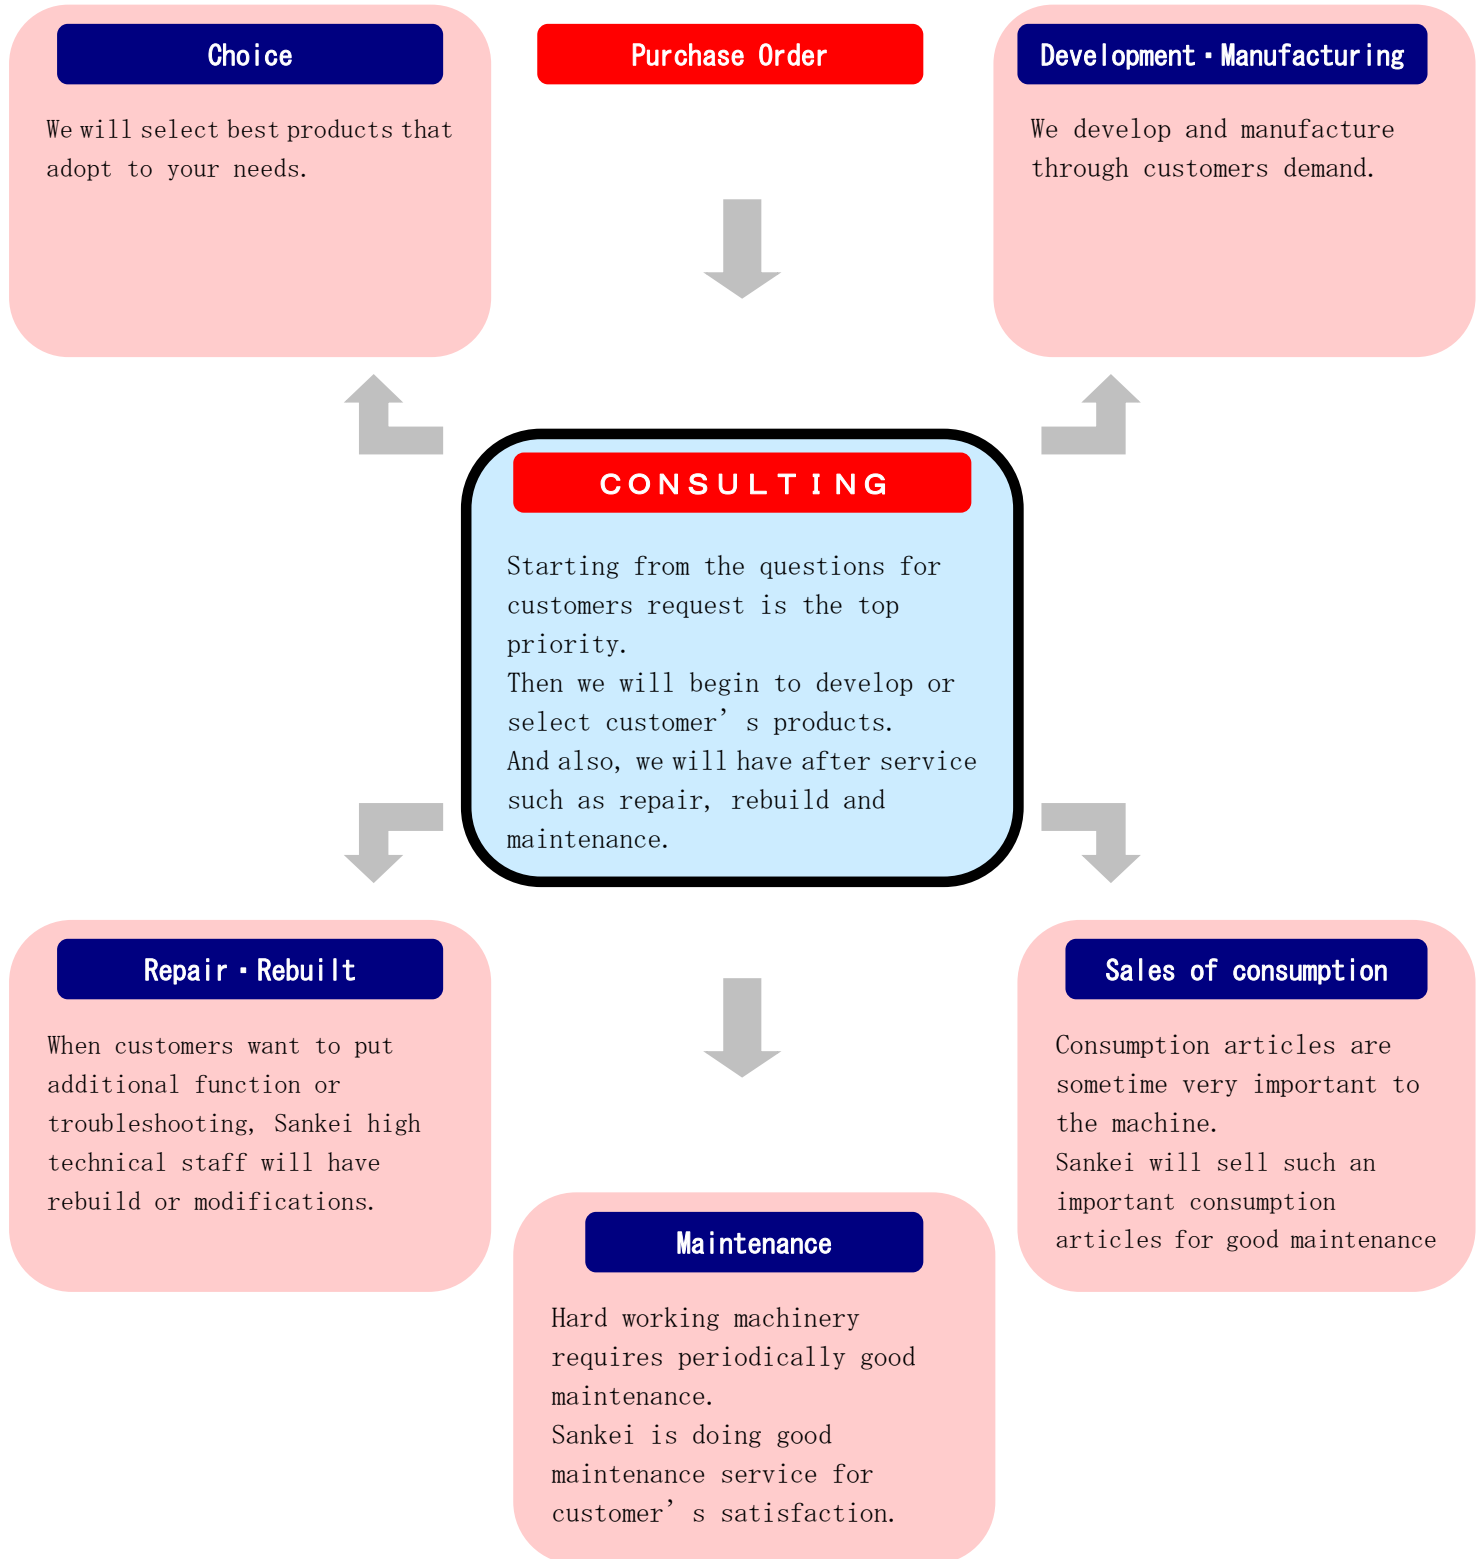 Choice
We will select best products that
adopt to your needs.
Purchase Order
Development・Manufacturing
We develop and manufacture
through customers demand.
CONSULTING
Starting from the questions for
customers request is the top
priority.
Then we will begin to develop or
select customer’s products.
And also, we will have after service
such as repair, rebuild and
maintenance.
Repair・Rebuilt
When customers want to put
additional function or
troubleshooting, Sankei high
technical staff will have
rebuild or modifications.
Maintenance
Hard working machinery
requires periodically good
maintenance.
Sankei is doing good
maintenance service for
customer’s satisfaction.
Sales of consumption
Consumption articles are
sometime very important to
the machine.
Sankei will sell such an
important consumption
articles for good maintenance